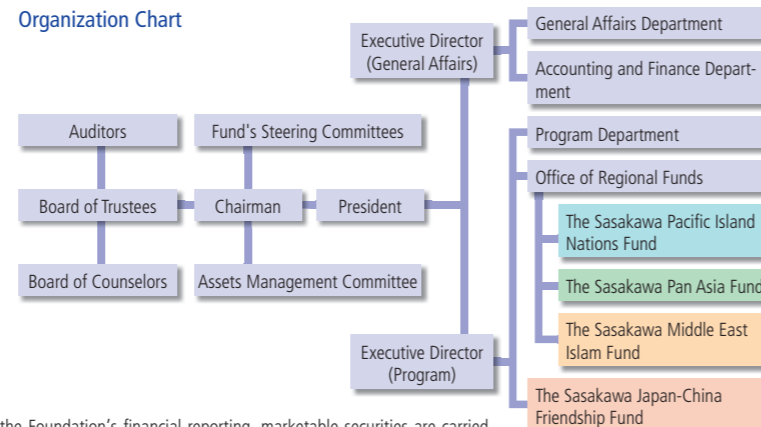 Organization Chart
Executive Director
(General Affairs)
General Affairs Department
Accounting and Finance Depart-
ment
Auditors
Fund's Steering Committees
Program Department
Office of Regional Funds
Board of Trustees
Chairman
President
The Sasakawa Pacific Island
Nations Fund
Board of Counselors
Assets Management Committee
The Sasakawa Pan Asia Fund
The Sasakawa Middle East
Islam Fund
Executive Director
(Program)
The Sasakawa Japan-China
Friendship Fund
the Foundation's financial reporting, marketable securities are carried